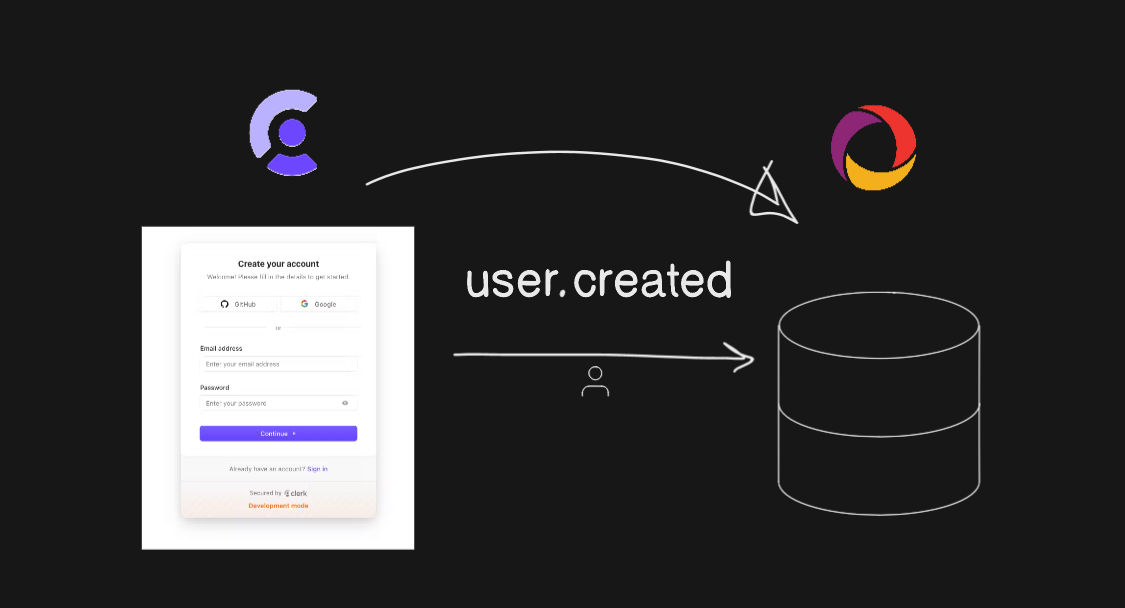 Create your account
Welcome! Please fill in the details to get started.
GitHub
Google
or
Email address
Enter your email address
Password
Enter your password
Continue
Already have an account? Sign in
Secured by clerk
Development mode
user.created